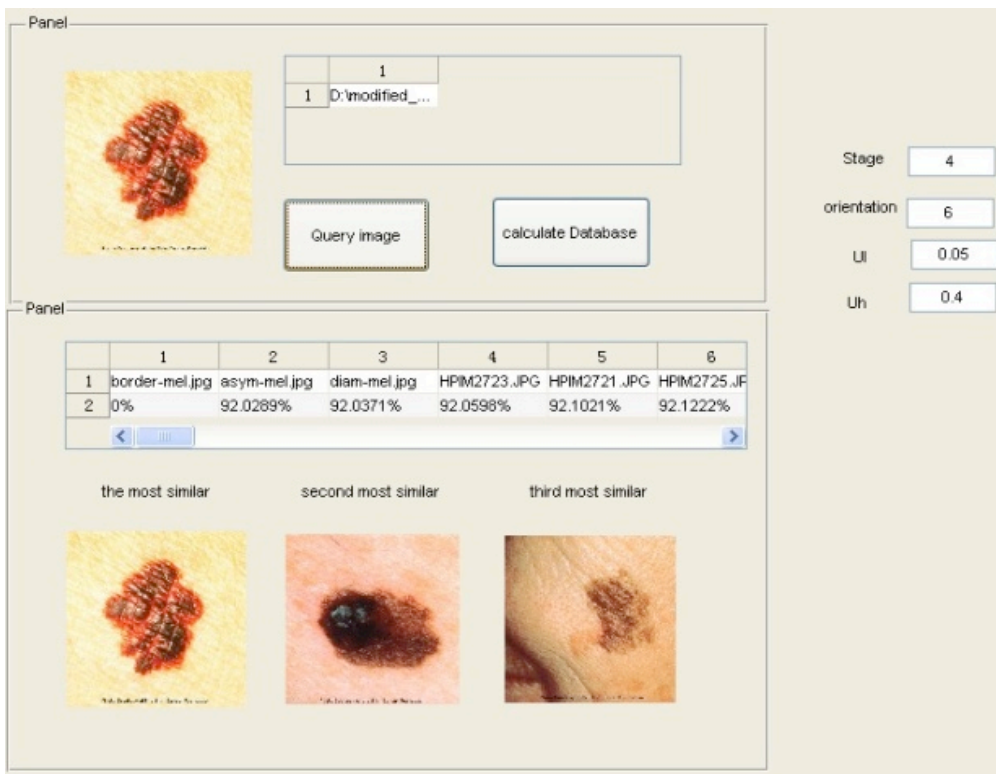 Panel
1
1 D:\modified_...
Query image
calculate Database
Stage 4
orientation 6
Ul 0.05
Uh 0.4
Panel
1 2 3 4 5 6
1 border-mel.jpg asym-mel.jpg diam-mel.jpg HPIM2723.JPG HPIM2721.JPG HPIM2725.JF
2 0% 92.0289% 92.0371% 92.0598% 92.1021% 92.1222%
the most similar
second most similar
third most similar